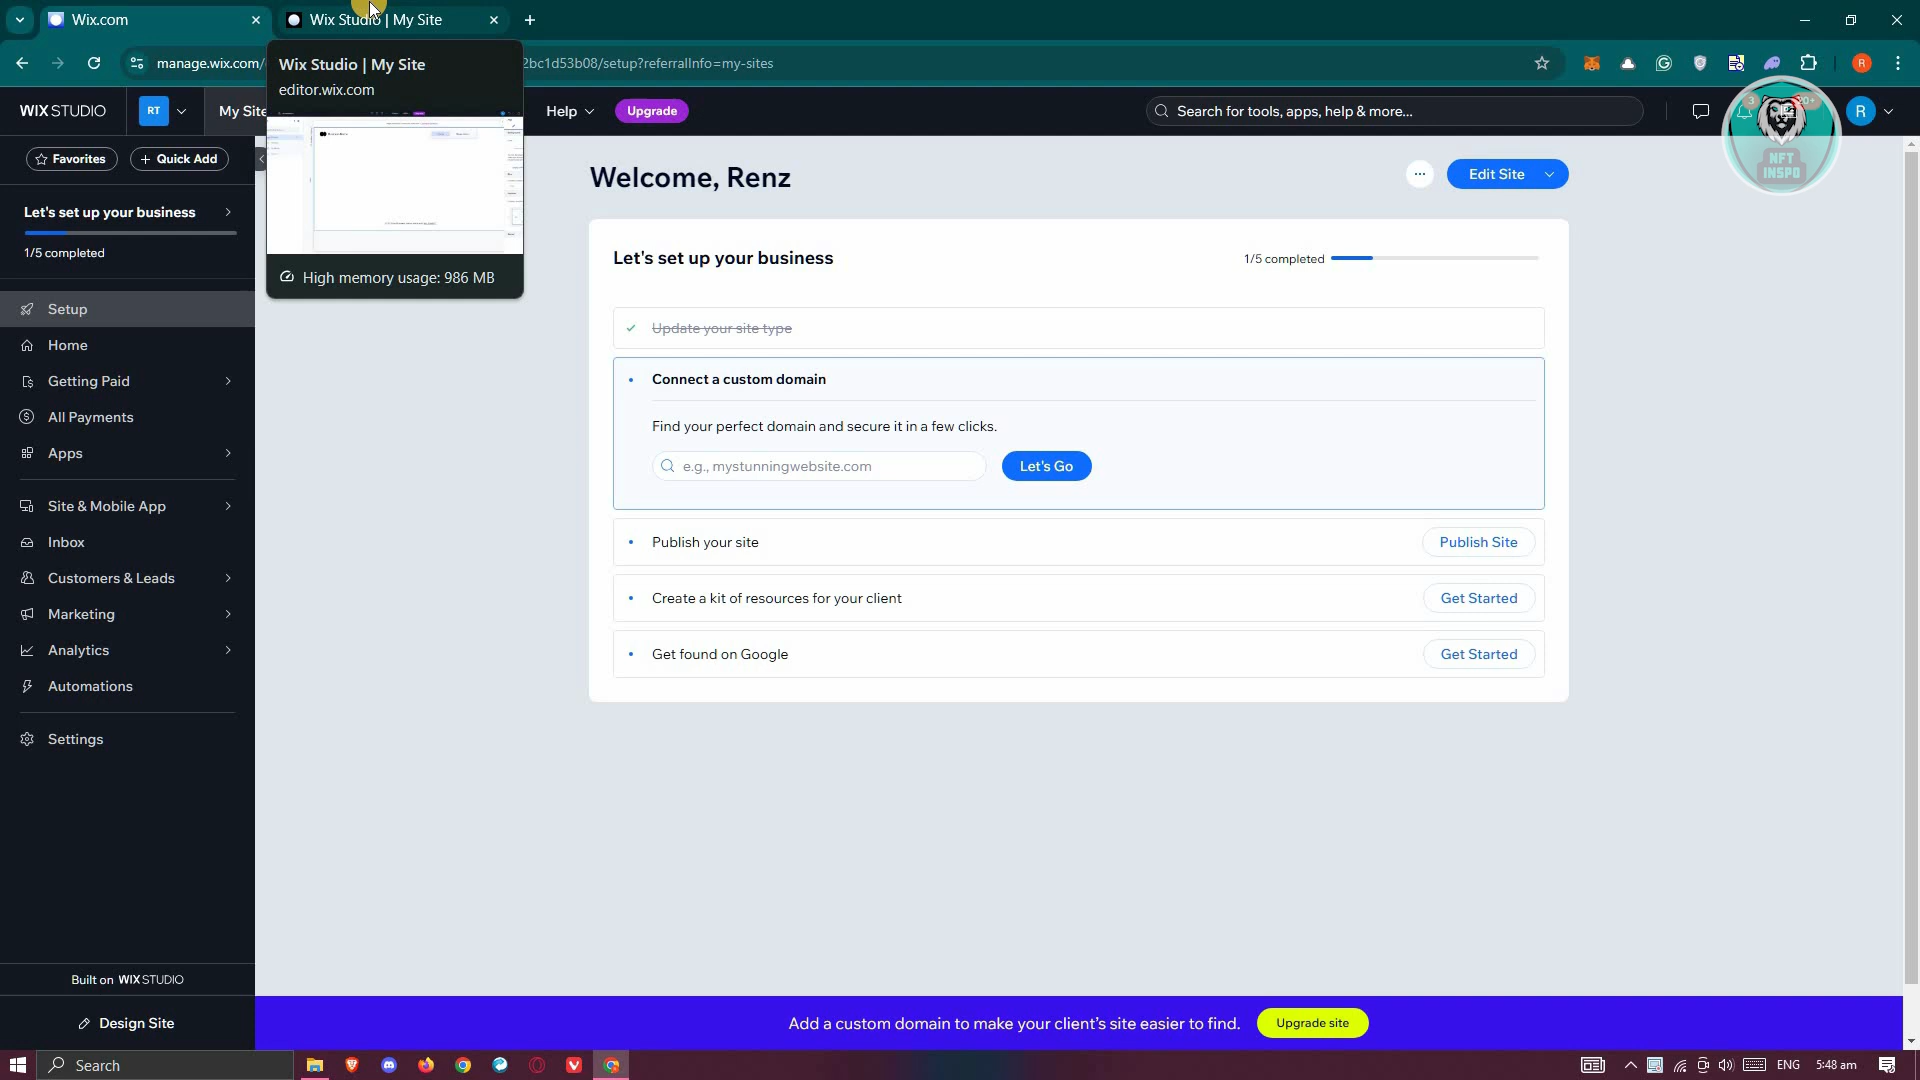 Wix.com
Wix Studio | My Site
manage.wix.com/
2bc1d53b08/setup?referralInfo=my-sites
Wix Studio | My Site
editor.wix.com
High memory usage: 986 MB
WIX STUDIO
RT
My Site
Help
Upgrade
Search for tools, apps, help & more...
3
20+
R
R
NFT
INSPO
Favorites
+ Quick Add
Let's set up your business
1/5 completed
Setup
Home
Getting Paid
All Payments
Apps
Site & Mobile App
Inbox
Customers & Leads
Marketing
Analytics
Automations
Settings
Built on WIX STUDIO
Design Site
Welcome, Renz
Edit Site
Let's set up your business
1/5 completed
Update your site type
Connect a custom domain
Find your perfect domain and secure it in a few clicks.
e.g., mystunningwebsite.com
Let's Go
Publish your site
Publish Site
Create a kit of resources for your client
Get Started
Get found on Google
Get Started
Add a custom domain to make your client's site easier to find.
Upgrade site
Search
ENG
5:48 am